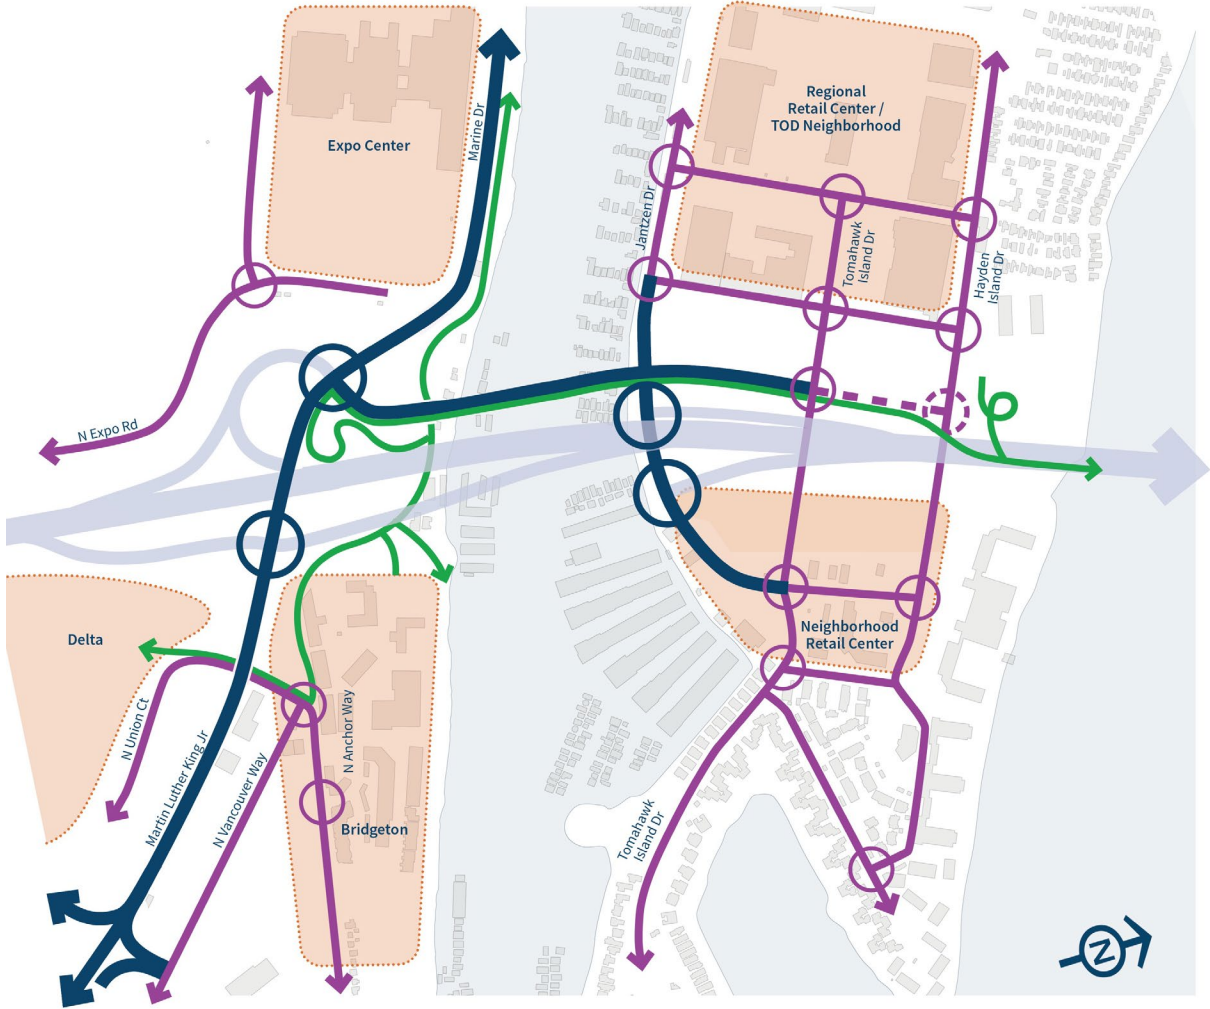 Expo Center
Marine Dr
Regional
Retail Center /
TOD Neighborhood
Jantzen Dr
Tomahawk
Island Dr
Hayden
Island Dr
N Expo Rd
Delta
N Union Ct
Martin Luther King Jr
N Vancouver Way
N Anchor Way
Bridgeton
Neighborhood
Retail Center
Tomahawk
Island Dr
N